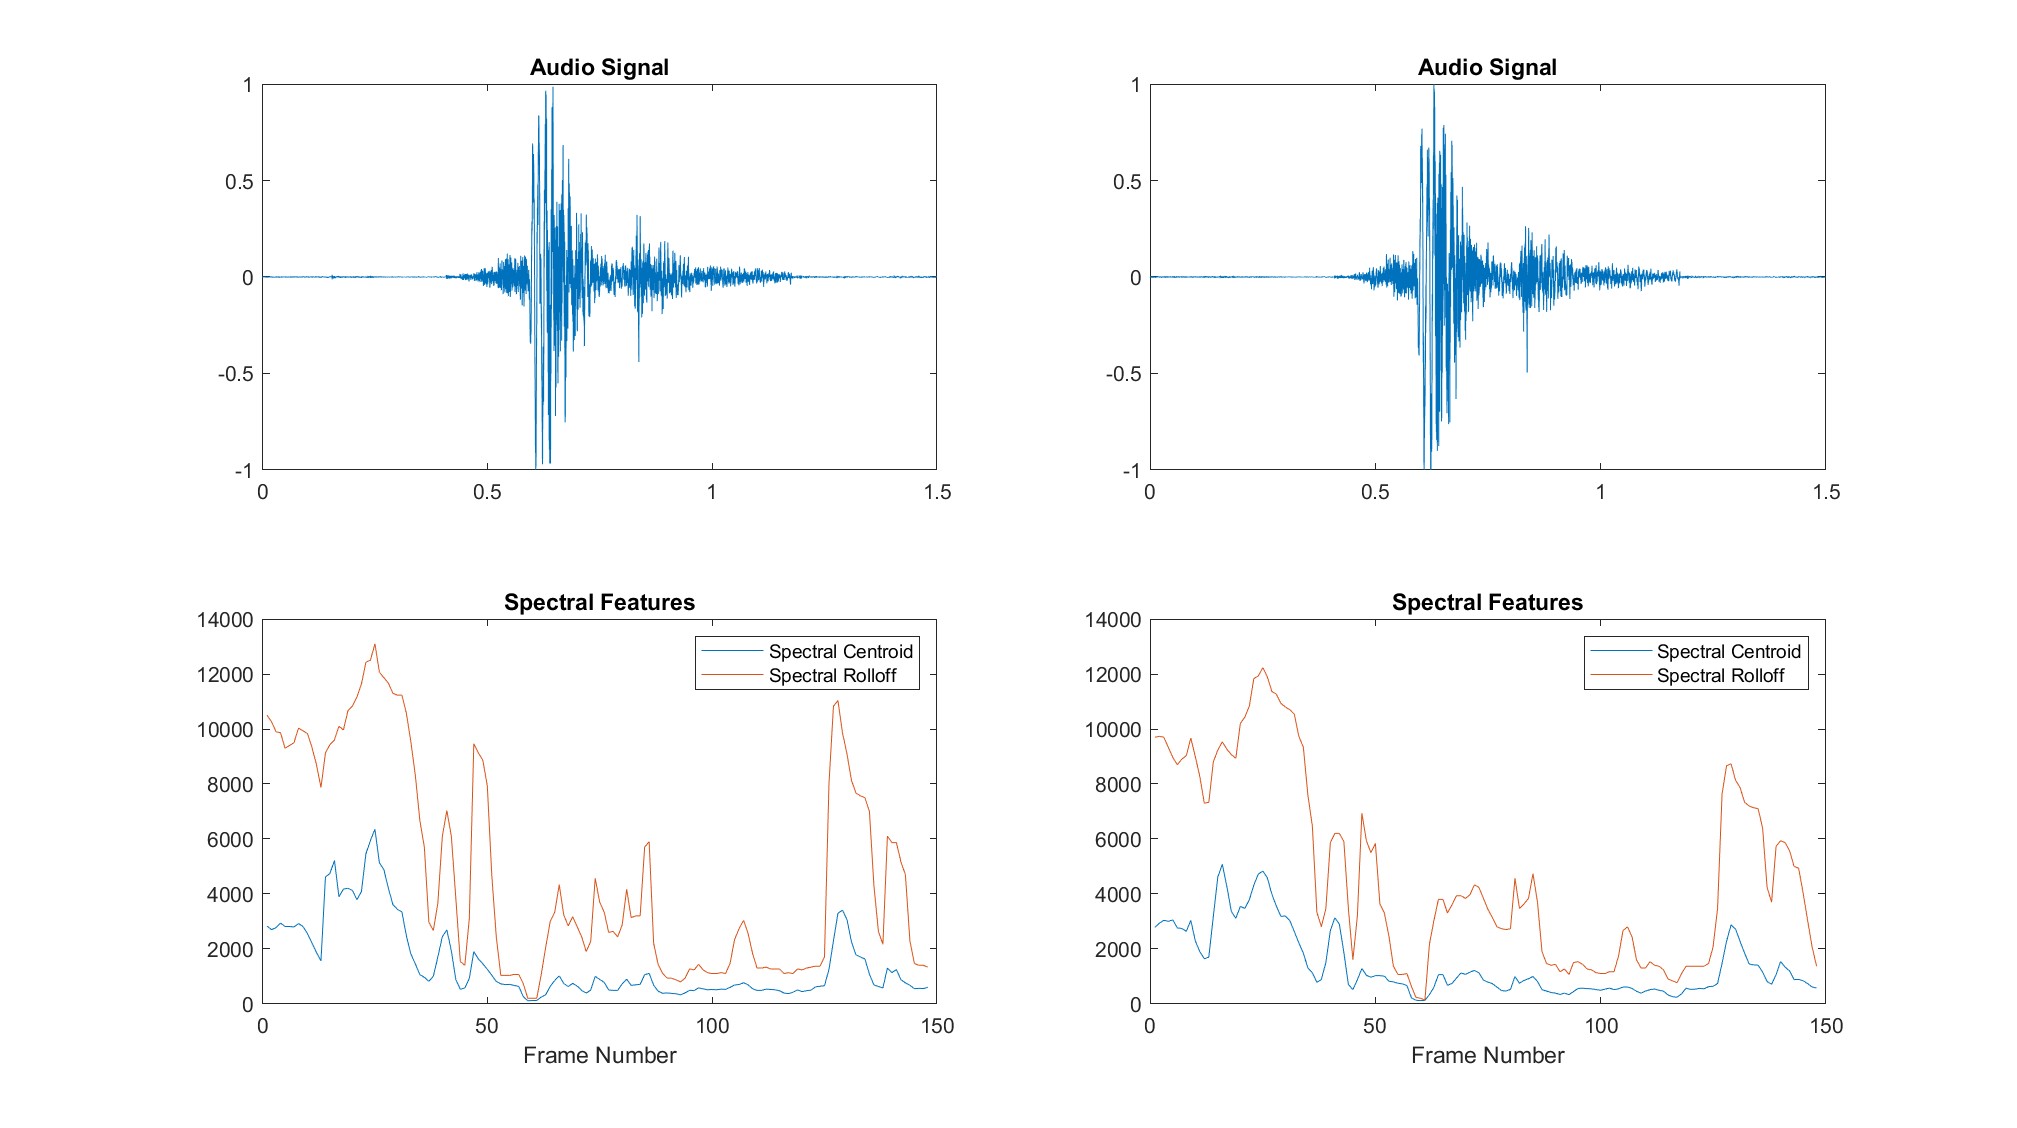 Audio Signal
1
0.5
0
-0.5
-1
0 0.5 1 1.5
Audio Signal
1
0.5
0
-0.5
-1
0 0.5 1 1.5
Spectral Features
14000
12000
10000
8000
6000
4000
2000
0
Spectral Centroid
Spectral Rolloff
0 50 100 150
Frame Number
Spectral Features
14000
12000
10000
8000
6000
4000
2000
0
Spectral Centroid
Spectral Rolloff
0 50 100 150
Frame Number